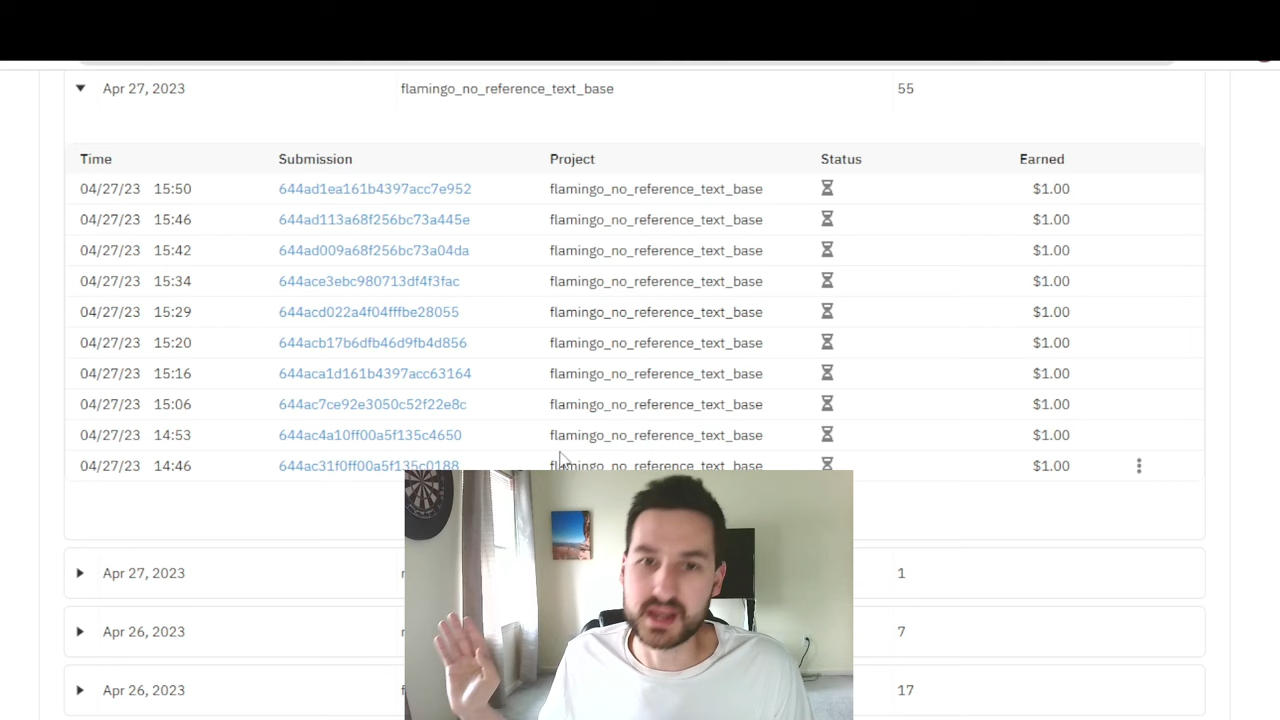 Apr 27, 2023 flamingo_no_reference_text_base 55
Time Submission Project Status Earned
04/27/23 15:50 644ad1ea161b4397acc7e952 flamingo_no_reference_text_base $1.00
04/27/23 15:46 644ad113a68f256bc73a445e flamingo_no_reference_text_base $1.00
04/27/23 15:42 644ad009a68f256bc73a04da flamingo_no_reference_text_base $1.00
04/27/23 15:34 644ace3ebc980713df4f3fac flamingo_no_reference_text_base $1.00
04/27/23 15:29 644acd022a4f04fffbe28055 flamingo_no_reference_text_base $1.00
04/27/23 15:20 644acb17b6dfb46d9fb4d856 flamingo_no_reference_text_base $1.00
04/27/23 15:16 644aca1d161b4397acc63164 flamingo_no_reference_text_base $1.00
04/27/23 15:06 644ac7ce92e3050c52f22e8c flamingo_no_reference_text_base $1.00
04/27/23 14:53 644ac4a10ff00a5f135c4650 flamingo_no_reference_text_base $1.00
04/27/23 14:46 644ac31f0ff00a5f135c0188 flamingo_no_reference_text_base $1.00
Apr 27, 2023 1
Apr 26, 2023 7
Apr 26, 2023 17